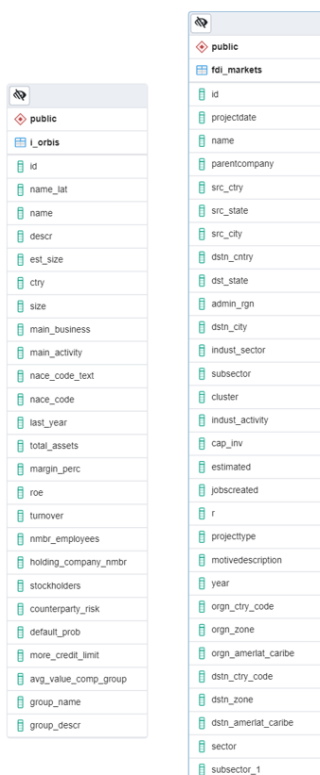 public
i_orbis
id
name_lat
name
descr
est_size
ctry
size
main_business
main_activity
nace_code_text
nace_code
last_year
total_assets
margin_perc
roe
turnover
nmbr_employees
holding_company_nmbr
stockholders
counterparty_risk
default_prob
more_credit_limit
avg_value_comp_group
group_name
group_descr
public
fdi_markets
id
projectdate
name
parentcompany
src_ctry
src_state
src_city
dstn_cntry
dst_state
admin_rgn
dstn_city
indust_sector
subsector
cluster
indust_activity
cap_inv
estimated
jobscreated
r
projecttype
motivedescription
year
orgn_ctry_code
orgn_zone
orgn_amerlat_caribe
dstn_ctry_code
dstn_zone
dstn_amerlat_caribe
sector
subsector_1